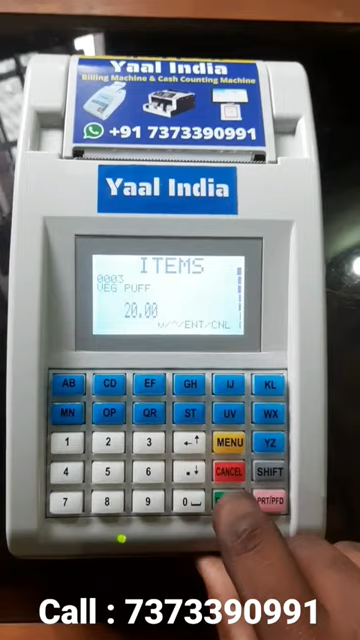 Yaal India
Billing Machine & Cash Counting Machine
+91 7373390991
Yaal India
ITEMS
0003
VEG PUFF
20.00
v/^/ENT/CNL
AB CD EF GH IJ KL
MN OP QR ST UV WX
1 2 3 ←↑ MENU YZ
4 5 6 .↓ CANCEL SHIFT
7 8 9 0 PRT/PFD
Call : 7373390991